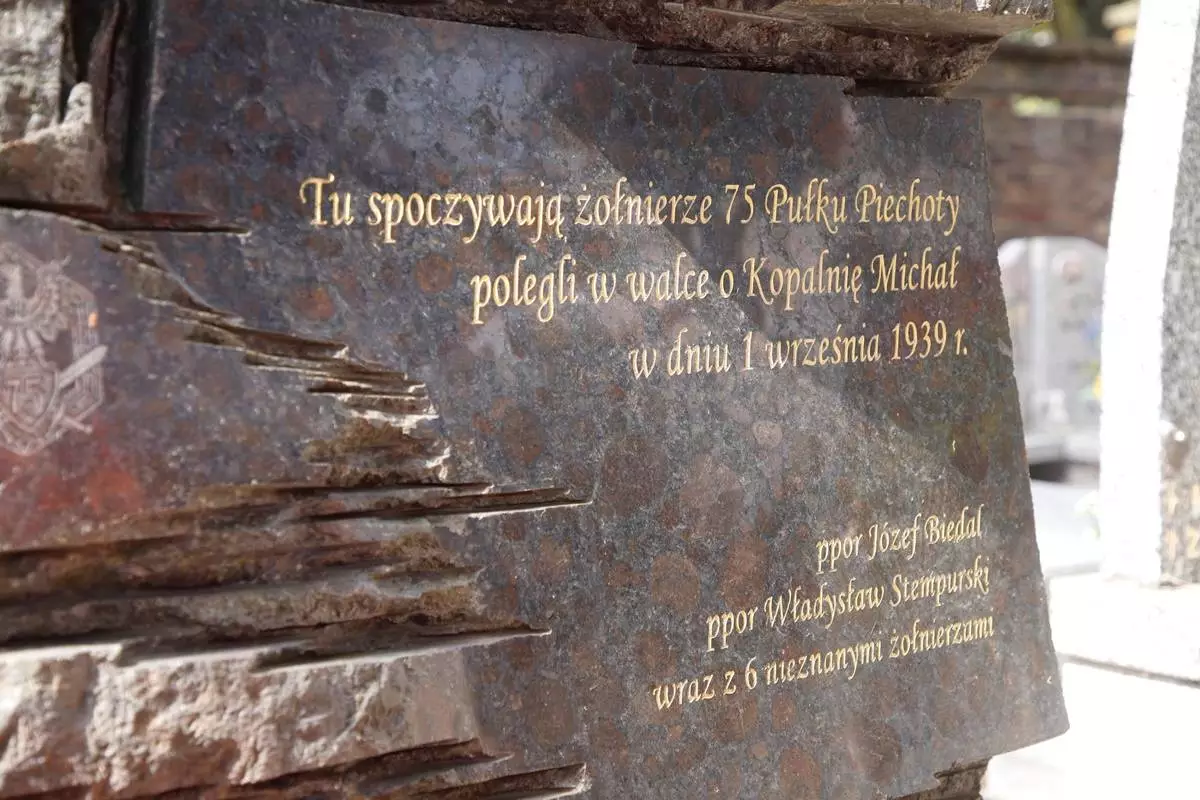 75
Tu spoczywają żołnierze 75 Pułku Piechoty
polegli w walce o Kopalnię Michał
w dniu 1 września 1939 r.
ppor Józef Biedal
ppor Władysław Stempurski
wraz z 6 nieznanymi żołnierzami